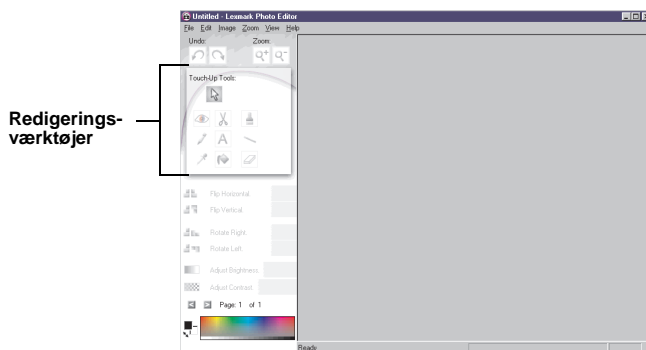 Untitled - Lexmark Photo Editor
File Edit Image Zoom View Help
Undo: Zoom:
Touch-Up Tools:
Redigerings-
værktøjer
A
Flip Horizontal
Flip Vertical
Rotate Right
Rotate Left
Adjust Brightness:
Adjust Contrast:
Page: 1 of 1
Ready